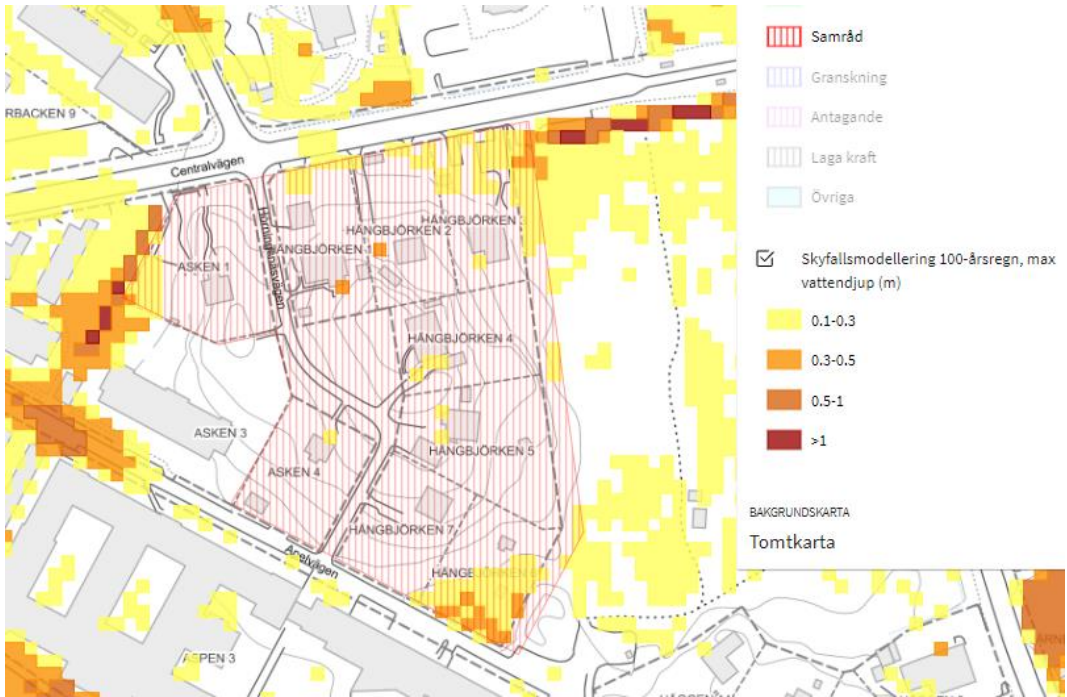 RBACKEN 9
Centralvägen
Hörningsnäsvägen
HÄNGBJÖRKEN
HÄNGBJÖRKEN 2
HÄNGBJÖRKEN 1
ASKEN 1
HÄNGBJÖRKEN 4
ASKEN 3
HÄNGBJÖRKEN 5
ASKEN 4
HÄNGBJÖRKEN 7
Apelvägen
ASPEN 3
Samråd
Granskning
Antagande
Laga kraft
Övriga
Skyfallsmodellering 100-årsregn, max
vattendjup (m)
0.1-0.3
0.3-0.5
0.5-1
>1
BAKGRUNDSKARTA
Tomtkarta